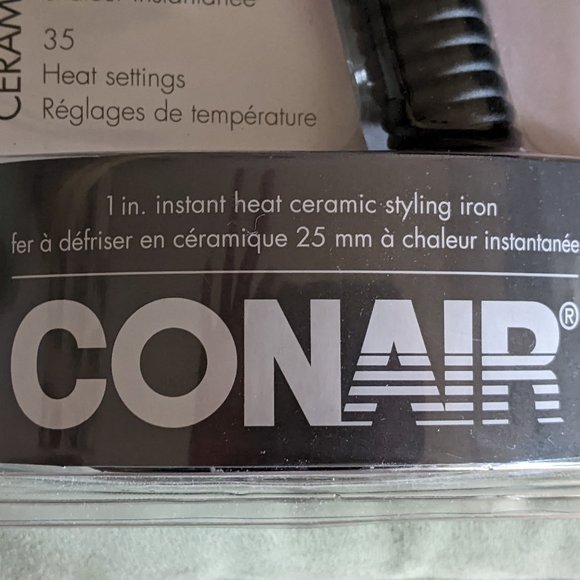 35
Heat settings
Réglages de température
CERAM
1 in. instant heat ceramic styling iron
fer à défriser en céramique 25 mm à chaleur instantanée
CONAIR®